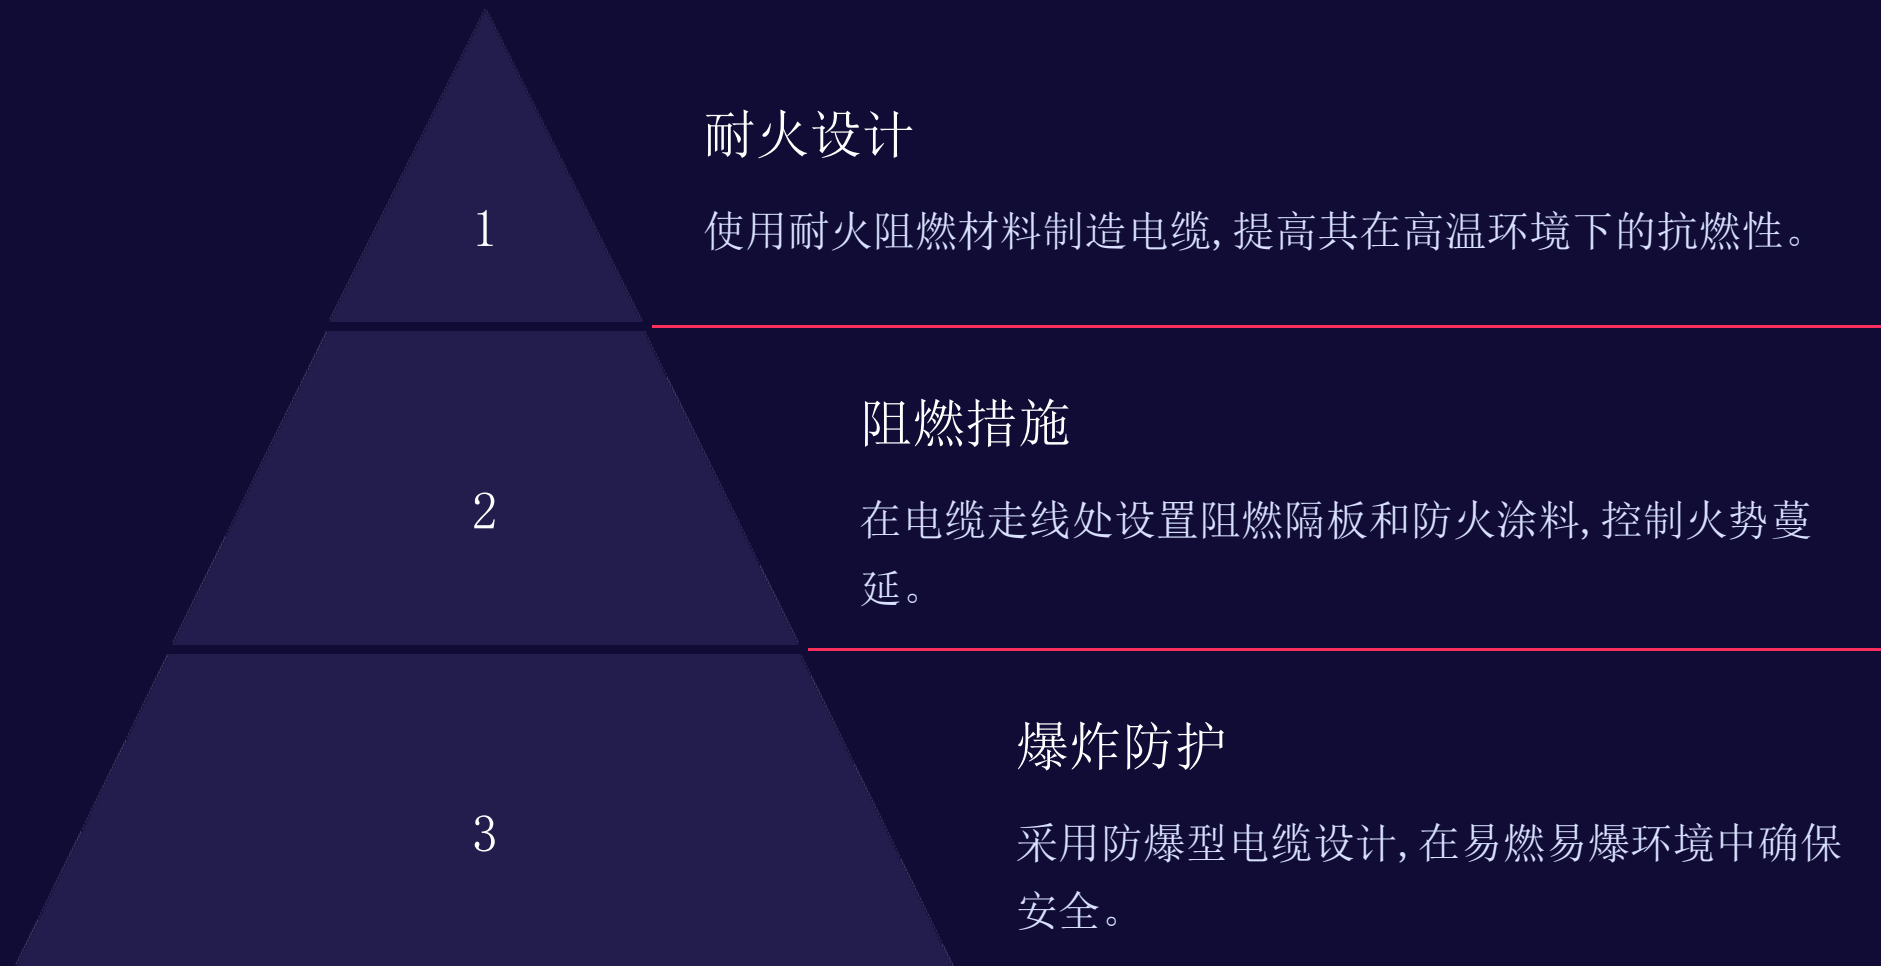 耐火设计
1
使用耐火阻燃材料制造电缆,提高其在高温环境下的抗燃性。
阻燃措施
2
在电缆走线处设置阻燃隔板和防火涂料,控制火势蔓
延。
爆炸防护
3
采用防爆型电缆设计,在易燃易爆环境中确保
安全。